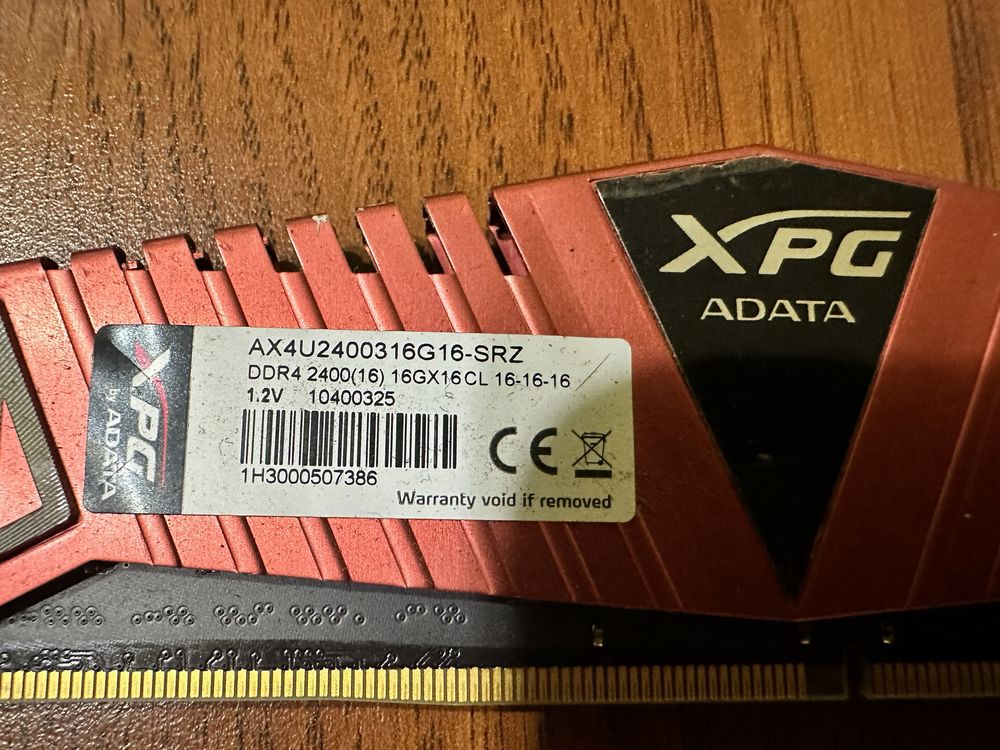 XPG
ADATA
XPG
by ADATA
AX4U2400316G16-SRZ
DDR4 2400(16) 16GX16 CL 16-16-16
1.2V 10400325
1H3000507386
CE
Warranty void if removed